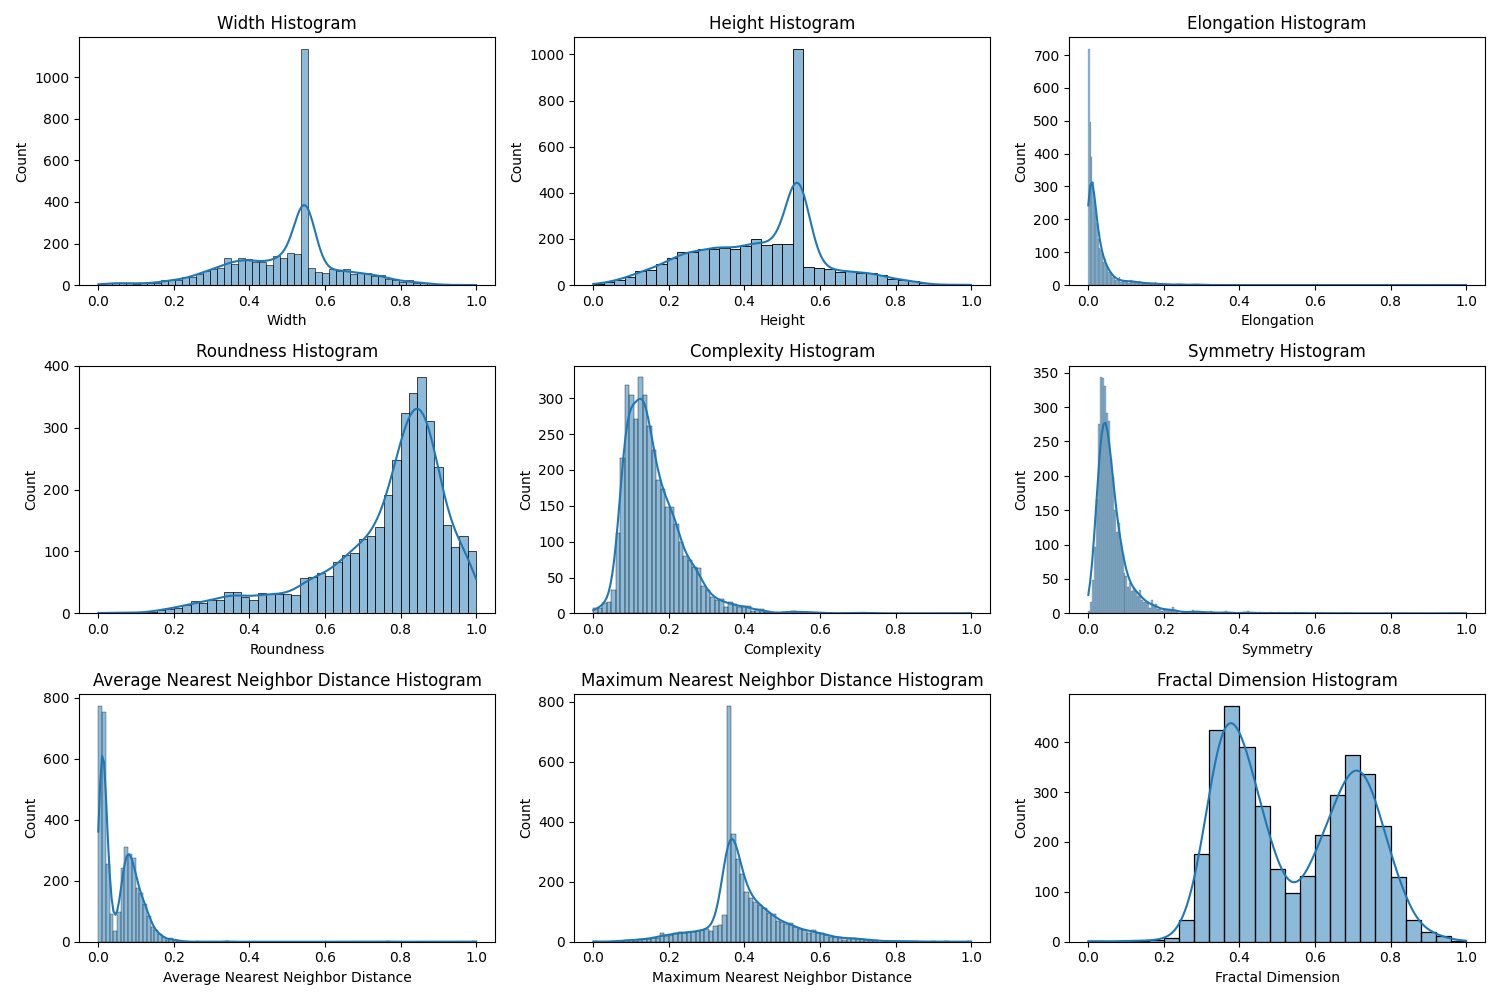 Width Histogram
Count
1000
800
600
400
200
0
0.0 0.2 0.4 0.6 0.8 1.0
Width
Height Histogram
Count
1000
800
600
400
200
0
0.0 0.2 0.4 0.6 0.8 1.0
Height
Elongation Histogram
Count
700
600
500
400
300
200
100
0
0.0 0.2 0.4 0.6 0.8 1.0
Elongation
Roundness Histogram
Count
400
300
200
100
0
0.0 0.2 0.4 0.6 0.8 1.0
Roundness
Complexity Histogram
Count
300
250
200
150
100
50
0
0.0 0.2 0.4 0.6 0.8 1.0
Complexity
Symmetry Histogram
Count
350
300
250
200
150
100
50
0
0.0 0.2 0.4 0.6 0.8 1.0
Symmetry
Average Nearest Neighbor Distance Histogram
Count
800
600
400
200
0
0.0 0.2 0.4 0.6 0.8 1.0
Average Nearest Neighbor Distance
Maximum Nearest Neighbor Distance Histogram
Count
800
600
400
200
0
0.0 0.2 0.4 0.6 0.8 1.0
Maximum Nearest Neighbor Distance
Fractal Dimension Histogram
Count
400
300
200
100
0
0.0 0.2 0.4 0.6 0.8 1.0
Fractal Dimension